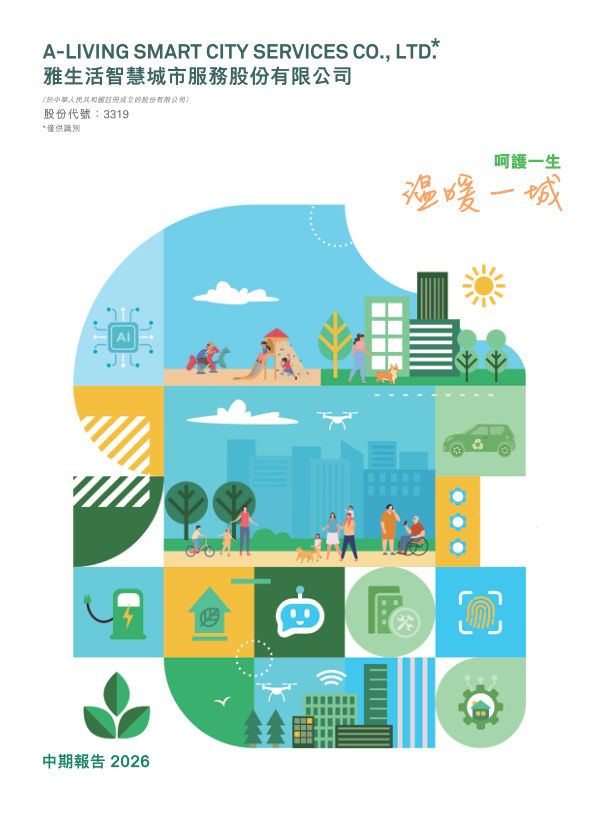 A-LIVING SMART CITY SERVICES CO., LTD.*
雅生活智慧城市服務股份有限公司
(於中華人民共和國註冊成立的股份有限公司)
股份代號：3319
*僅供識別
呵護一生
温暖一城
AI
中期報告 2026